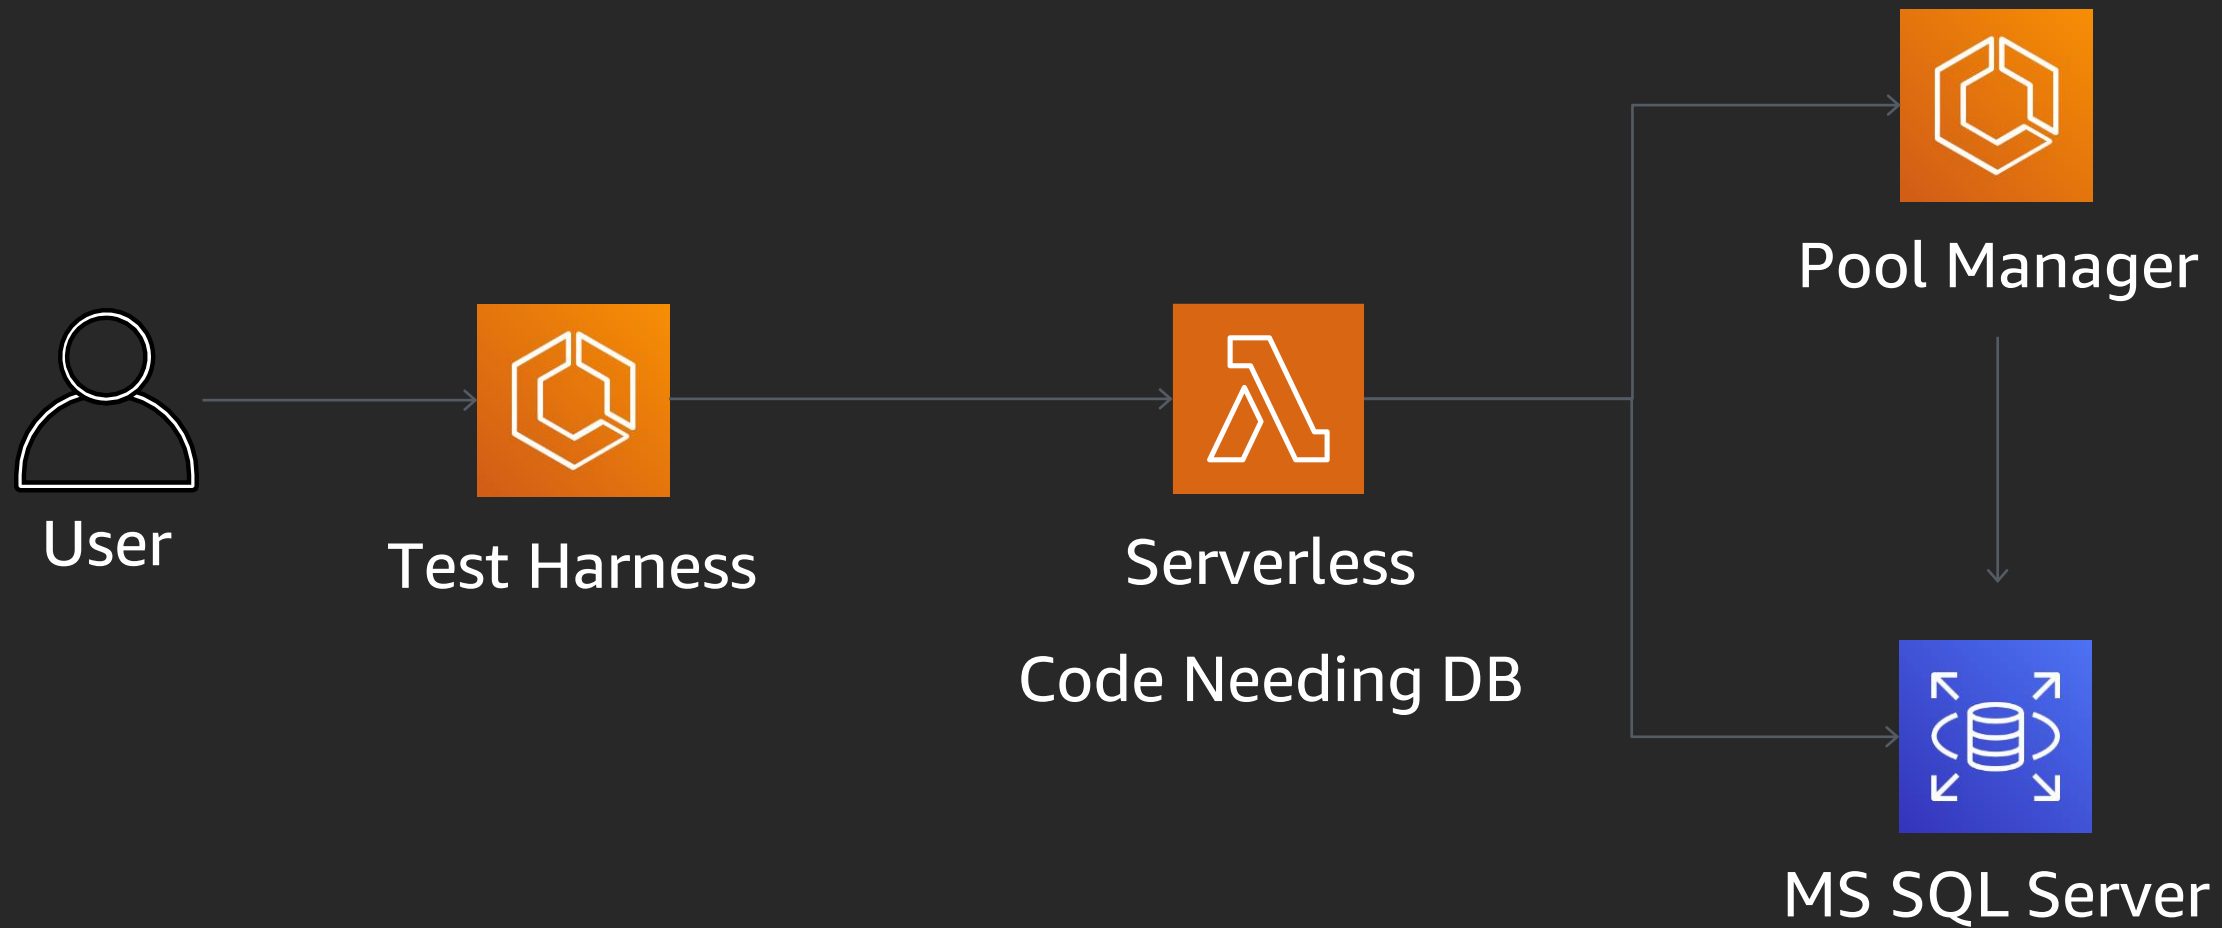 User
Test Harness
Serverless
Code Needing DB
Pool Manager
MS SQL Server